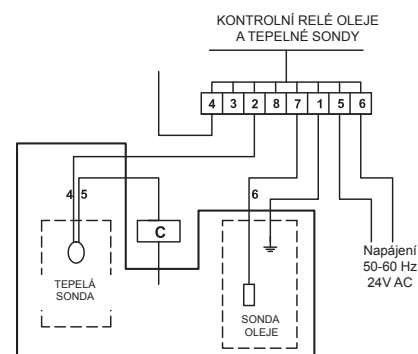 KONTROLNÍ RELÉ OLEJE
A TEPELNÉ SONDY
4 3 2 8 7 1 5 6
4 5
6
C
TEPELÁ
SONDA
SONDA
OLEJE
Napájení
50-60 Hz
24V AC